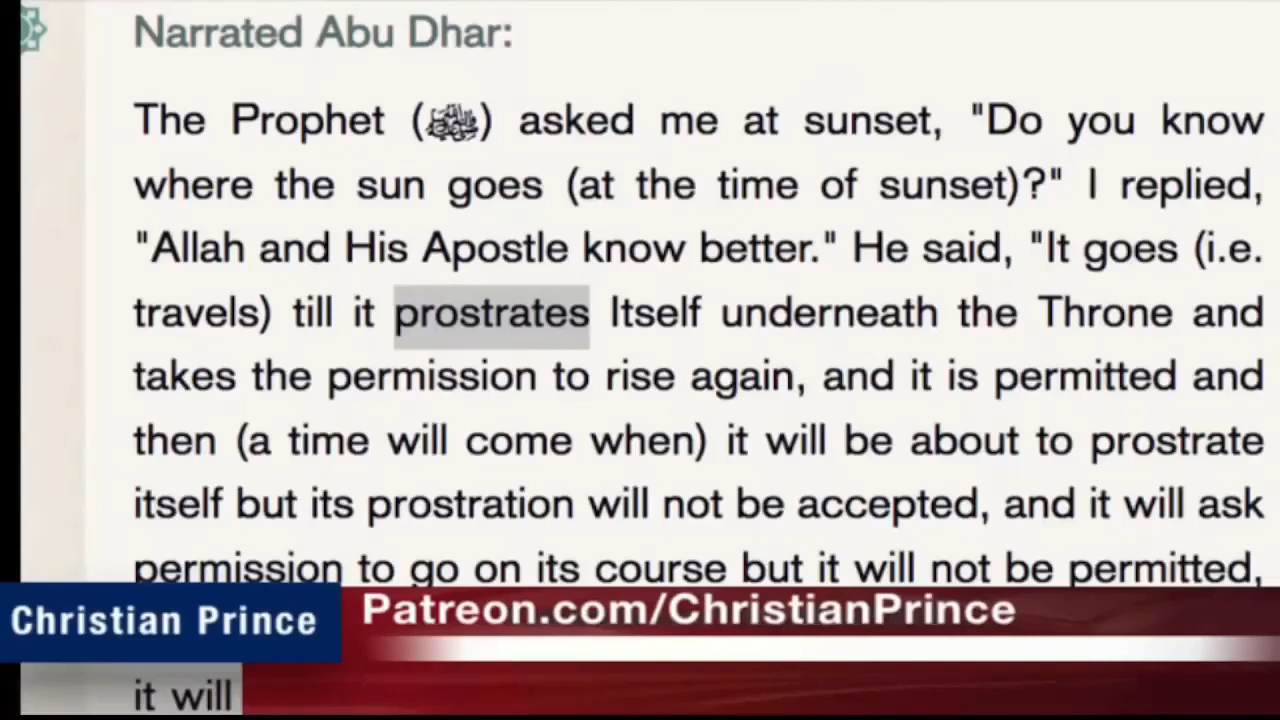 Narrated Abu Dhar:
The Prophet (ﷺ) asked me at sunset, "Do you know
where the sun goes (at the time of sunset)?" I replied,
"Allah and His Apostle know better." He said, "It goes (i.e.
travels) till it prostrates Itself underneath the Throne and
takes the permission to rise again, and it is permitted and
then (a time will come when) it will be about to prostrate
itself but its prostration will not be accepted, and it will ask
permission to go on its course but it will not be permitted,
Christian Prince
Patreon.com/ChristianPrince
it will